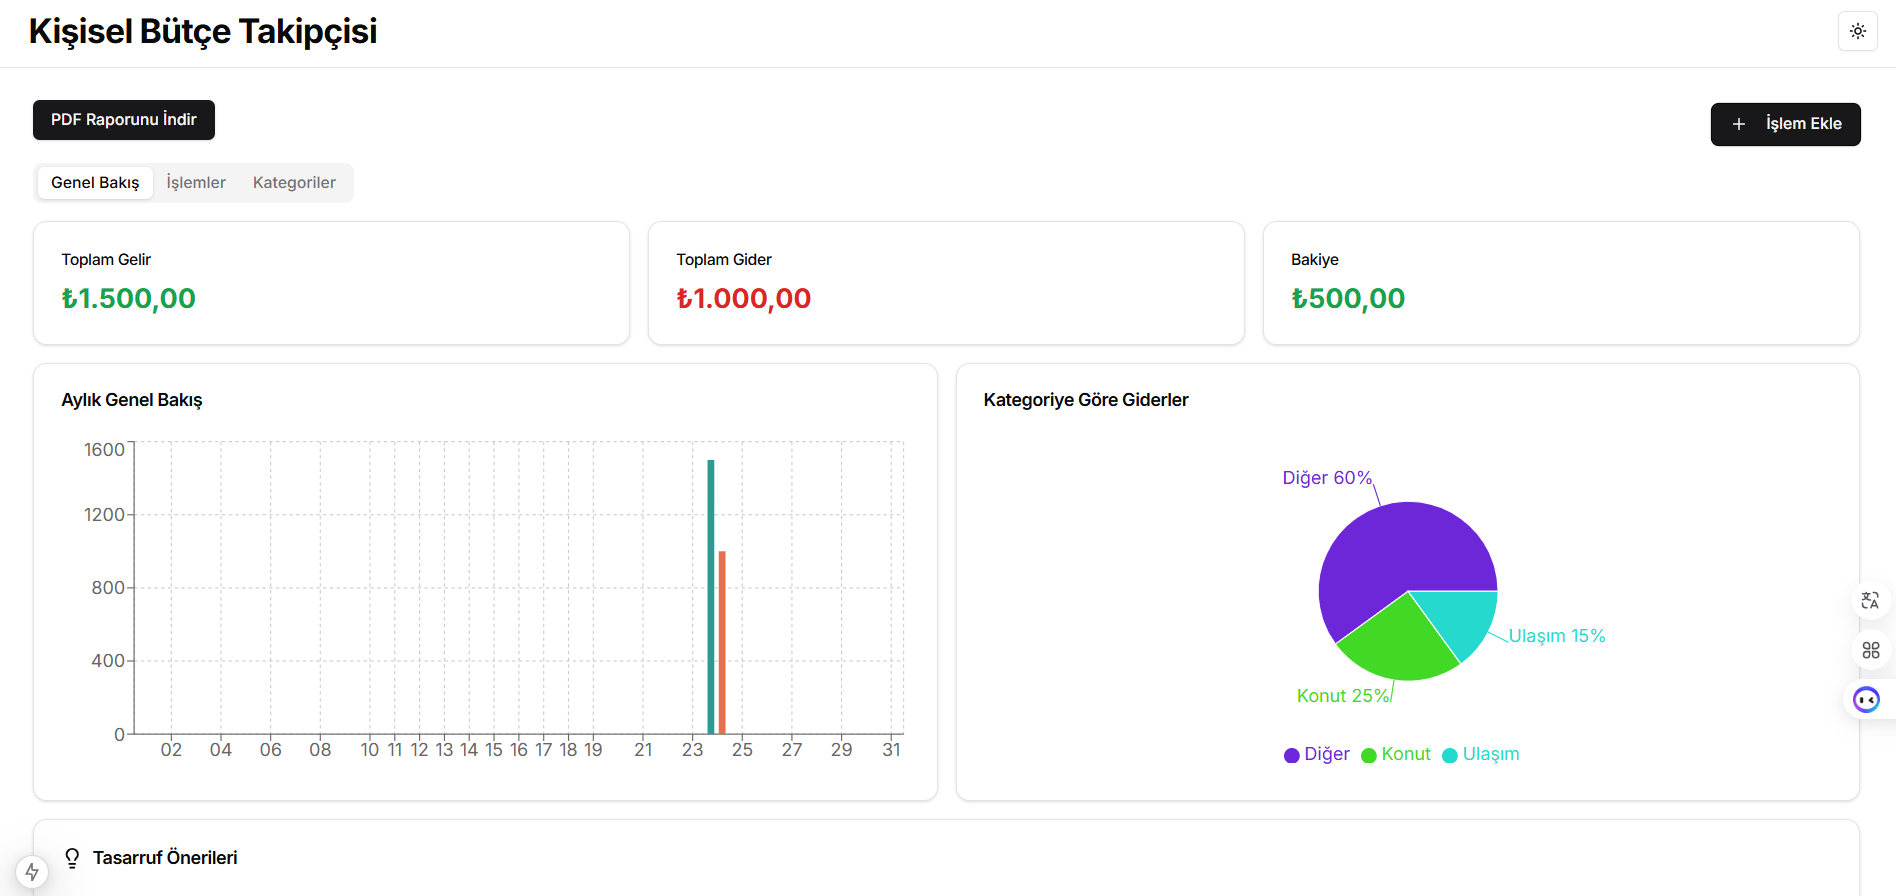 Kişisel Bütçe Takipçisi
PDF Raporunu İndir
+ İşlem Ekle
Genel Bakış İşlemler Kategoriler
Toplam Gelir
₺1.500,00
Toplam Gider
₺1.000,00
Bakiye
₺500,00
Aylık Genel Bakış
1600
1200
800
400
0
02 04 06 08 10 11 12 13 14 15 16 17 18 19 21 23 25 27 29 31
Kategoriye Göre Giderler
Diğer 60%
Ulaşım 15%
Konut 25%
Diğer Konut Ulaşım
Tasarruf Önerileri